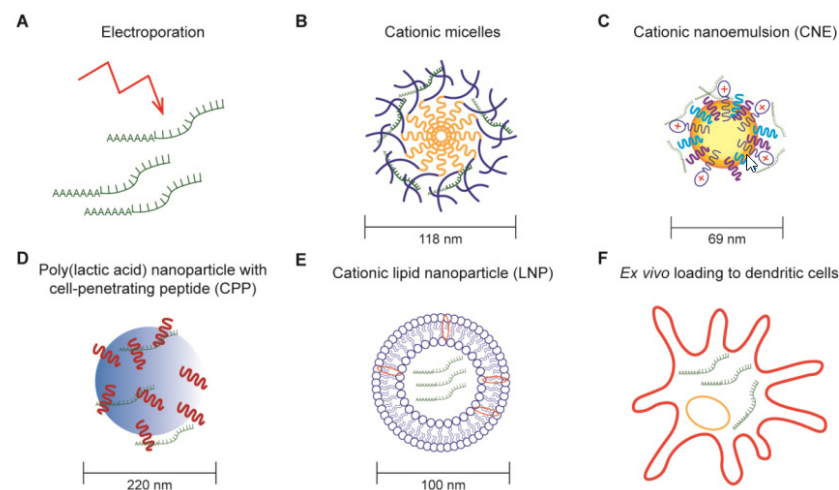 A
Electroporation
AAAAAAA
AAAAAAA
AAAAAAA
B
Cationic micelles
118 nm
C
Cationic nanoemulsion (CNE)
+
+
+
+
+
69 nm
D
Poly(lactic acid) nanoparticle with
cell-penetrating peptide (CPP)
220 nm
E
Cationic lipid nanoparticle (LNP)
100 nm
F
Ex vivo loading to dendritic cells